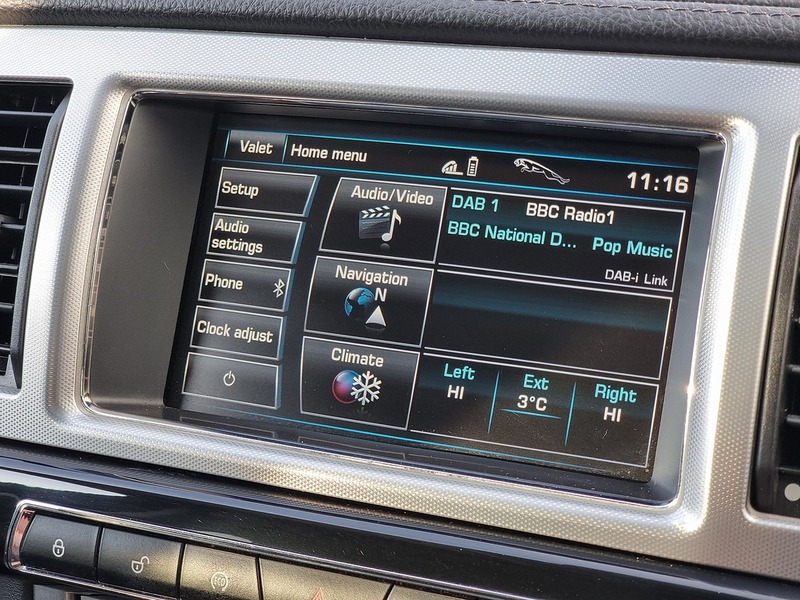 Valet
Home menu
11:16
Setup
Audio
settings
Phone
Clock adjust
Audio/Video
Navigation
N
Climate
DAB 1
BBC Radio1
BBC National D...
Pop Music
DAB-i Link
Left
HI
Ext
3°C
Right
HI
ECO